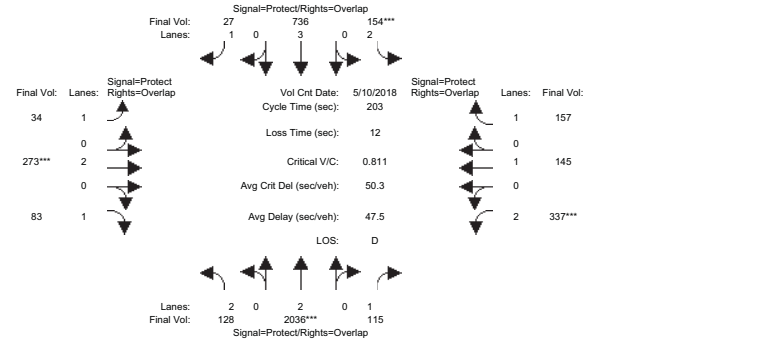 Signal=Protect/Rights=Overlap
Final Vol: 27 736 154***
Lanes: 1 0 3 0 2
Signal=Protect
Final Vol: Lanes: Rights=Overlap
Vol Cnt Date: 5/10/2018
Signal=Protect
Rights=Overlap Lanes: Final Vol:
Cycle Time (sec): 203
34 1
1 157
Loss Time (sec): 12
0
0
273*** 2
Critical V/C: 0.811
1 145
0
Avg Crit Del (sec/veh): 50.3
0
83 1
Avg Delay (sec/veh): 47.5
2 337***
LOS: D
Lanes: 2 0 2 0 1
Final Vol: 128 2036*** 115
Signal=Protect/Rights=Overlap